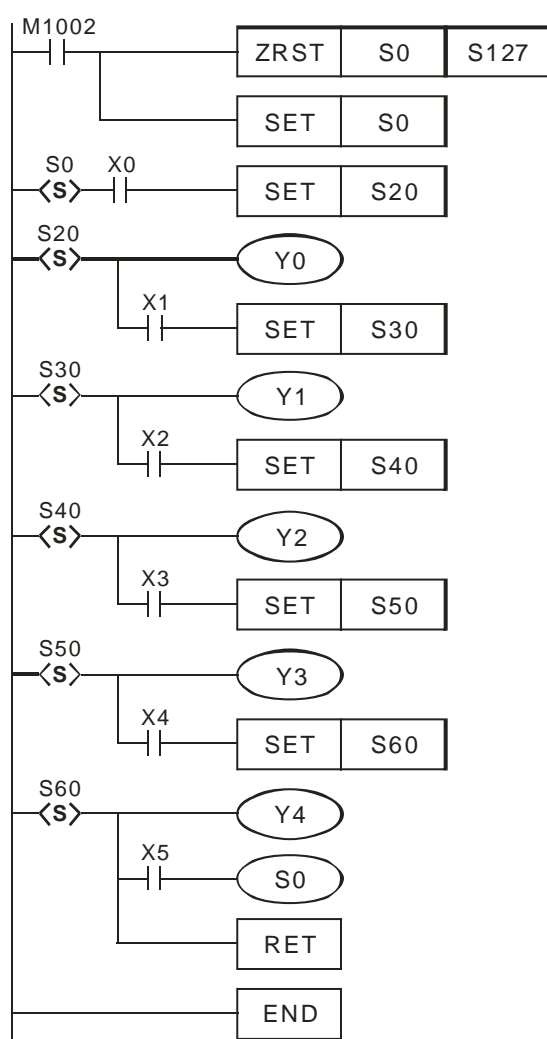 M1002
ZRST S0 S127
SET S0
S0 X0
S SET S20
S20
S Y0
X1
SET S30
S30
S Y1
X2
SET S40
S40
S Y2
X3
SET S50
S50
S Y3
X4
SET S60
S60
S Y4
X5
S0
RET
END